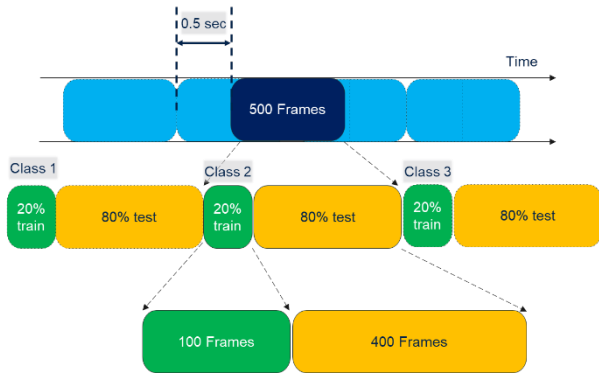 0.5 sec
Time
500 Frames
Class 1
Class 2
Class 3
20%
train
80% test
20%
train
80% test
20%
train
80% test
100 Frames
400 Frames